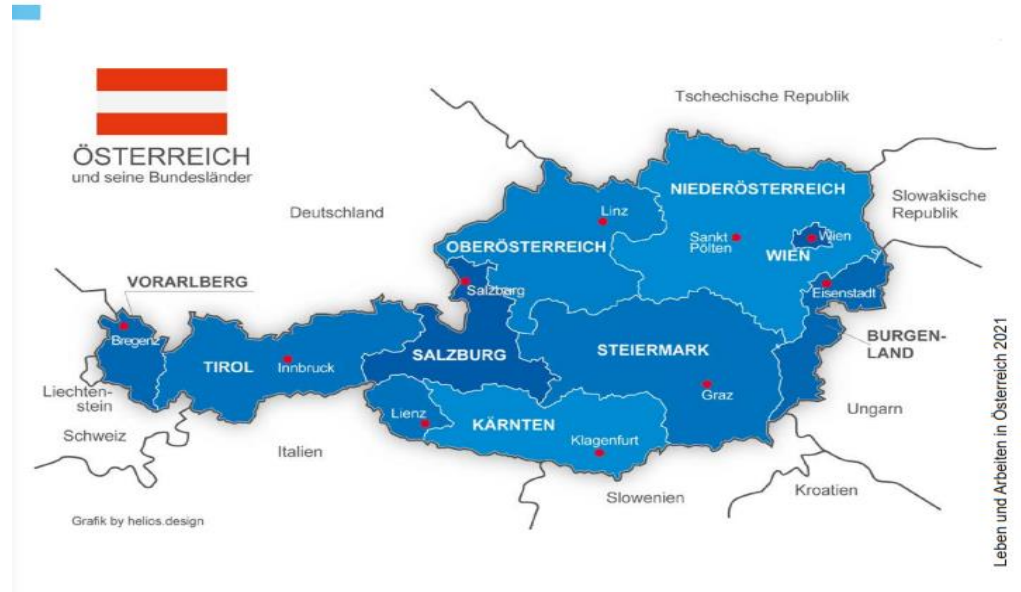 ÖSTERREICH
und seine Bundesländer
Tschechische Republik
Deutschland
NIEDERÖSTERREICH
Slowakische
Republik
Linz
OBERÖSTERREICH
Sankt
Pölten
Wien
WIEN
VORARLBERG
Salzbarg
Eisenstadt
Bregenz
BURGEN-
LAND
TIROL
Innbruck
SALZBURG
STEIERMARK
Graz
Liechten-
stein
Lienz
KÄRNTEN
Klagenfurt
Ungarn
Schweiz
Italien
Slowenien
Kroatien
Grafik by helios.design
Leben und Arbeiten in Österreich 2021